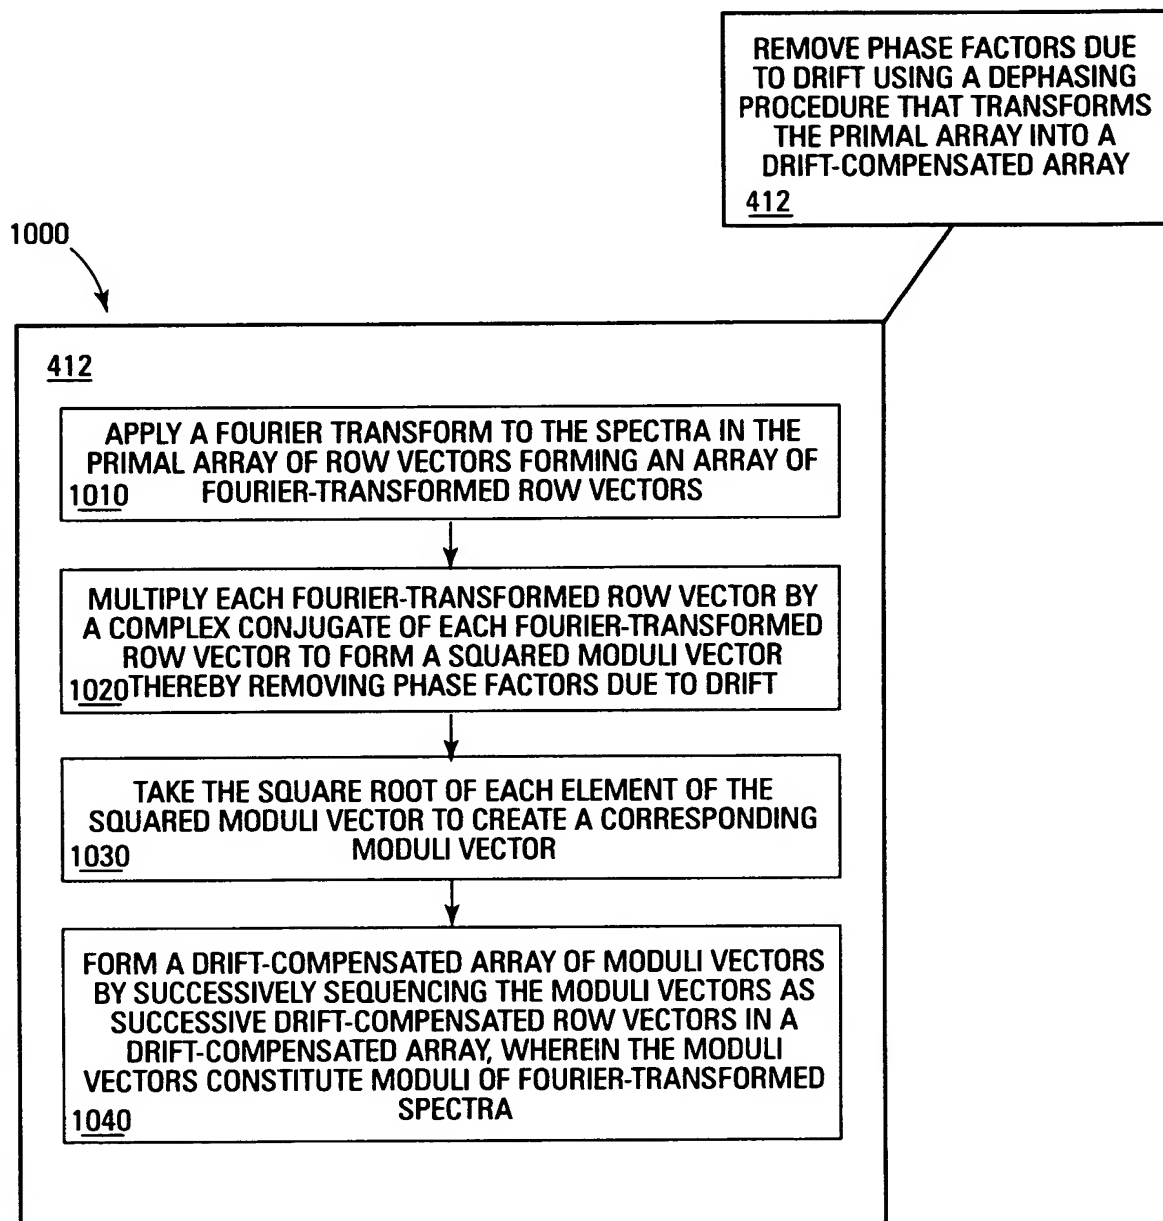 REMOVE PHASE FACTORS DUE
TO DRIFT USING A DEPHASING
PROCEDURE THAT TRANSFORMS
THE PRIMAL ARRAY INTO A
DRIFT-COMPENSATED ARRAY
412
1000
412
APPLY A FOURIER TRANSFORM TO THE SPECTRA IN THE
PRIMAL ARRAY OF ROW VECTORS FORMING AN ARRAY OF
1010 FOURIER-TRANSFORMED ROW VECTORS
MULTIPLY EACH FOURIER-TRANSFORMED ROW VECTOR BY
A COMPLEX CONJUGATE OF EACH FOURIER-TRANSFORMED
ROW VECTOR TO FORM A SQUARED MODULI VECTOR
1020 THEREBY REMOVING PHASE FACTORS DUE TO DRIFT
TAKE THE SQUARE ROOT OF EACH ELEMENT OF THE
SQUARED MODULI VECTOR TO CREATE A CORRESPONDING
1030 MODULI VECTOR
FORM A DRIFT-COMPENSATED ARRAY OF MODULI VECTORS
BY SUCCESSIVELY SEQUENCING THE MODULI VECTORS AS
SUCCESSIVE DRIFT-COMPENSATED ROW VECTORS IN A
DRIFT-COMPENSATED ARRAY, WHEREIN THE MODULI
VECTORS CONSTITUTE MODULI OF FOURIER-TRANSFORMED
1040 SPECTRA